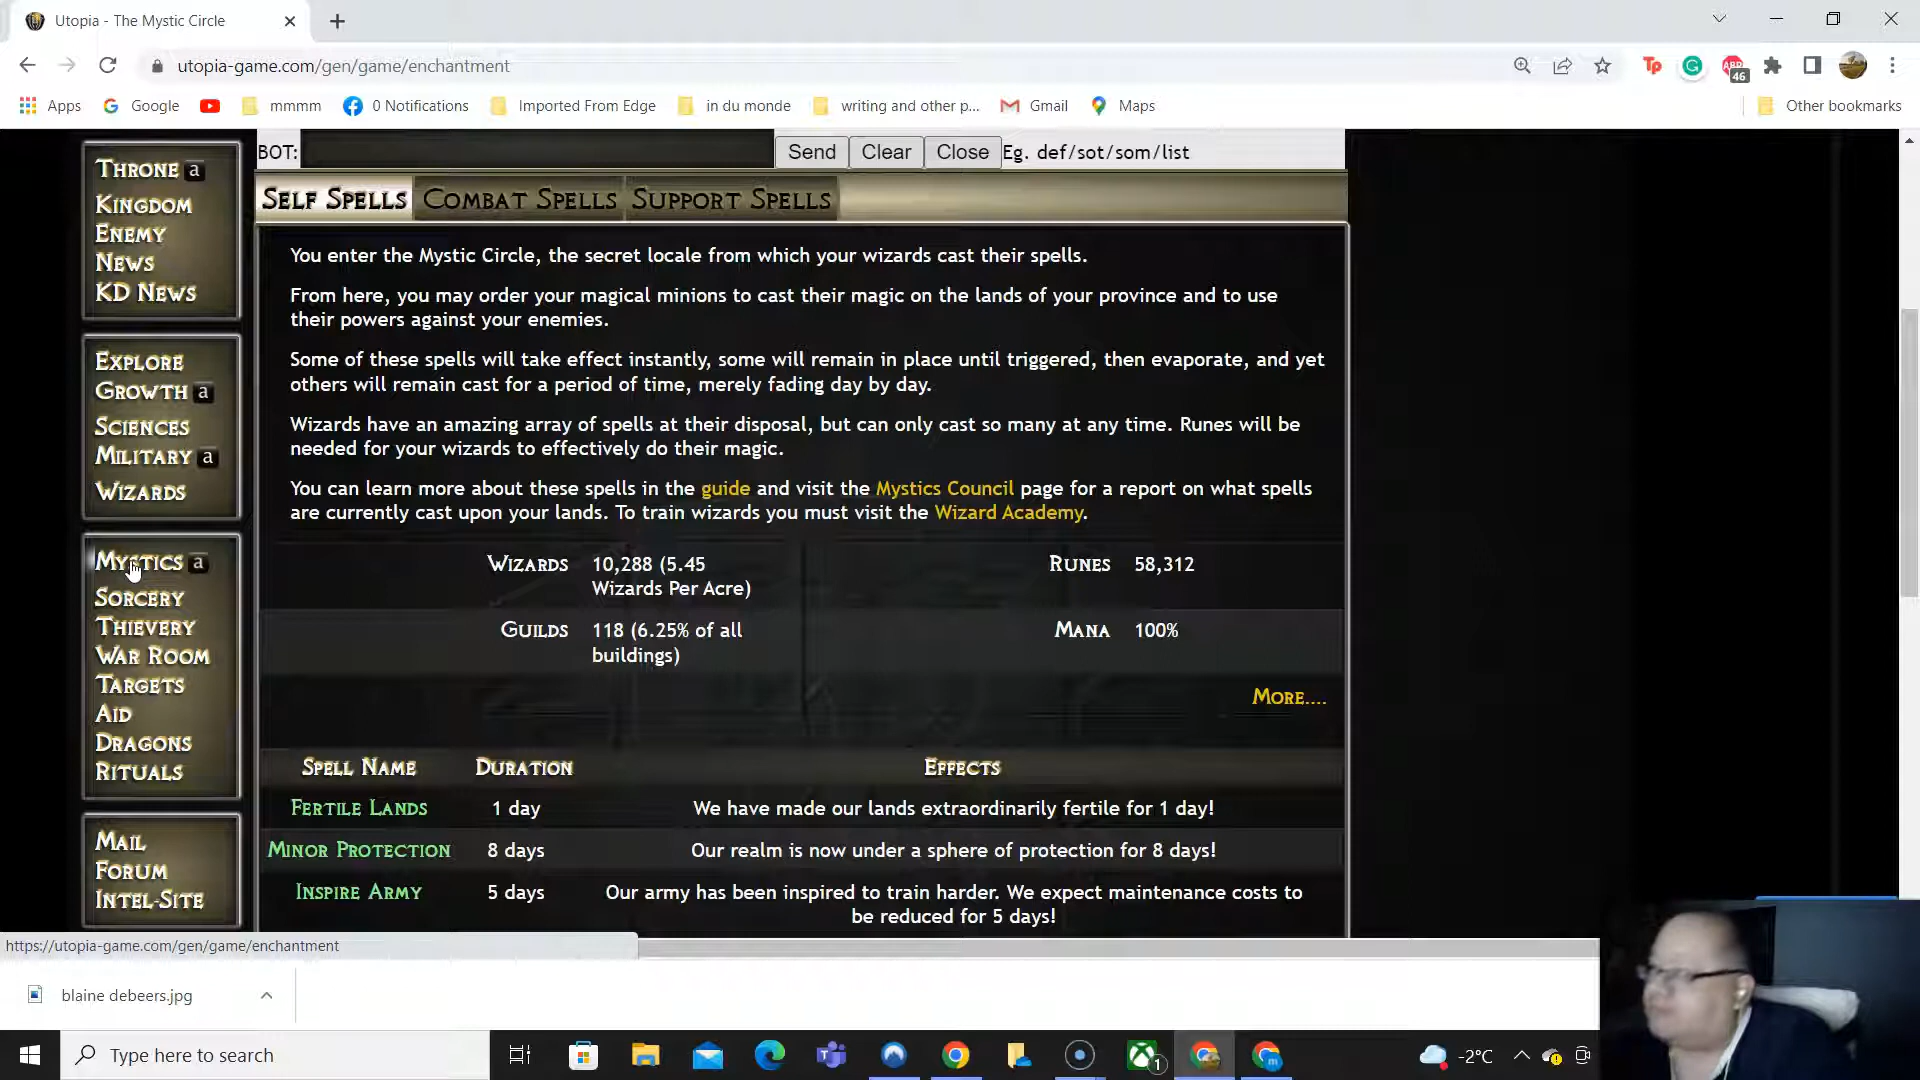 Utopia - The Mystic Circle
utopia-game.com/gen/game/enchantment
Tp
46
Apps
Google
mmmm
0 Notifications
Imported From Edge
in du monde
writing and other p...
Gmail
Maps
Other bookmarks
BOT:
Send
Clear
Close
Eg. def/sot/som/list
Throne a
Kingdom
Enemy
News
KD News
Explore
Growth a
Sciences
Military a
Wizards
Mystics a
Sorcery
Thievery
War Room
Targets
Aid
Dragons
Rituals
Mail
Forum
Intel-Site
Self Spells
Combat Spells
Support Spells
You enter the Mystic Circle, the secret locale from which your wizards cast their spells.
From here, you may order your magical minions to cast their magic on the lands of your province and to use
their powers against your enemies.
Some of these spells will take effect instantly, some will remain in place until triggered, then evaporate, and yet
others will remain cast for a period of time, merely fading day by day.
Wizards have an amazing array of spells at their disposal, but can only cast so many at any time. Runes will be
needed for your wizards to effectively do their magic.
You can learn more about these spells in the guide and visit the Mystics Council page for a report on what spells
are currently cast upon your lands. To train wizards you must visit the Wizard Academy.
Wizards 10,288 (5.45
Wizards Per Acre)
Runes 58,312
Guilds 118 (6.25% of all
buildings)
Mana 100%
More....
Spell Name Duration Effects
Fertile Lands 1 day We have made our lands extraordinarily fertile for 1 day!
Minor Protection 8 days Our realm is now under a sphere of protection for 8 days!
Inspire Army 5 days Our army has been inspired to train harder. We expect maintenance costs to
be reduced for 5 days!
https://utopia-game.com/gen/game/enchantment
blaine debeers.jpg
Type here to search
1
-2°C